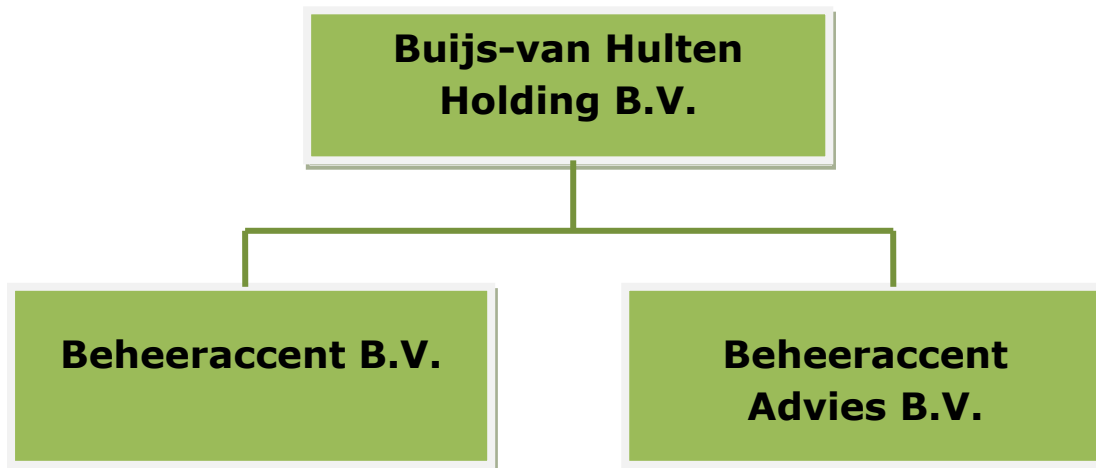 Buijs-van Hulten
Holding B.V.
Beheeraccent B.V.
Beheeraccent
Advies B.V.